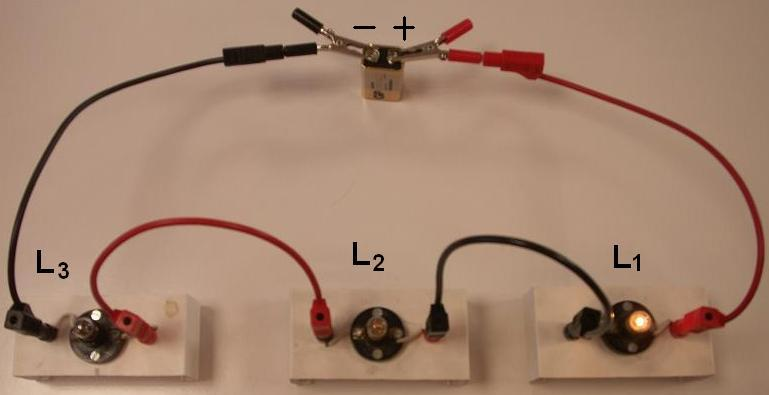 − +
L₃
L₂
L₁